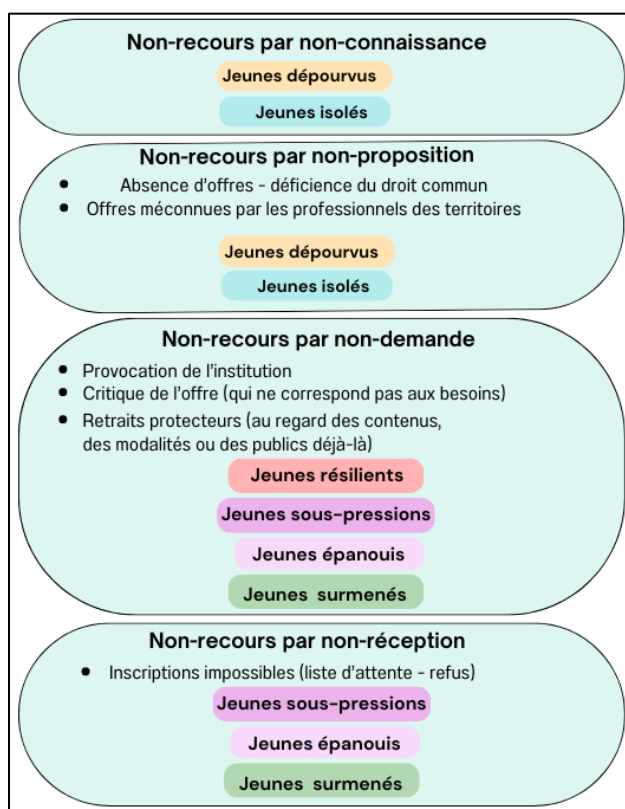 Non-recours par non-connaissance
Jeunes dépourvus
Jeunes isolés
Non-recours par non-proposition
• Absence d'offres - déficience du droit commun
• Offres méconnues par les professionnels des territoires
Jeunes dépourvus
Jeunes isolés
Non-recours par non-demande
• Provocation de l'institution
• Critique de l'offre (qui ne correspond pas aux besoins)
• Retraits protecteurs (au regard des contenus,
des modalités ou des publics déjà-là)
Jeunes résilients
Jeunes sous-pressions
Jeunes épanouis
Jeunes surmenés
Non-recours par non-réception
• Inscriptions impossibles (liste d'attente - refus)
Jeunes sous-pressions
Jeunes épanouis
Jeunes surmenés